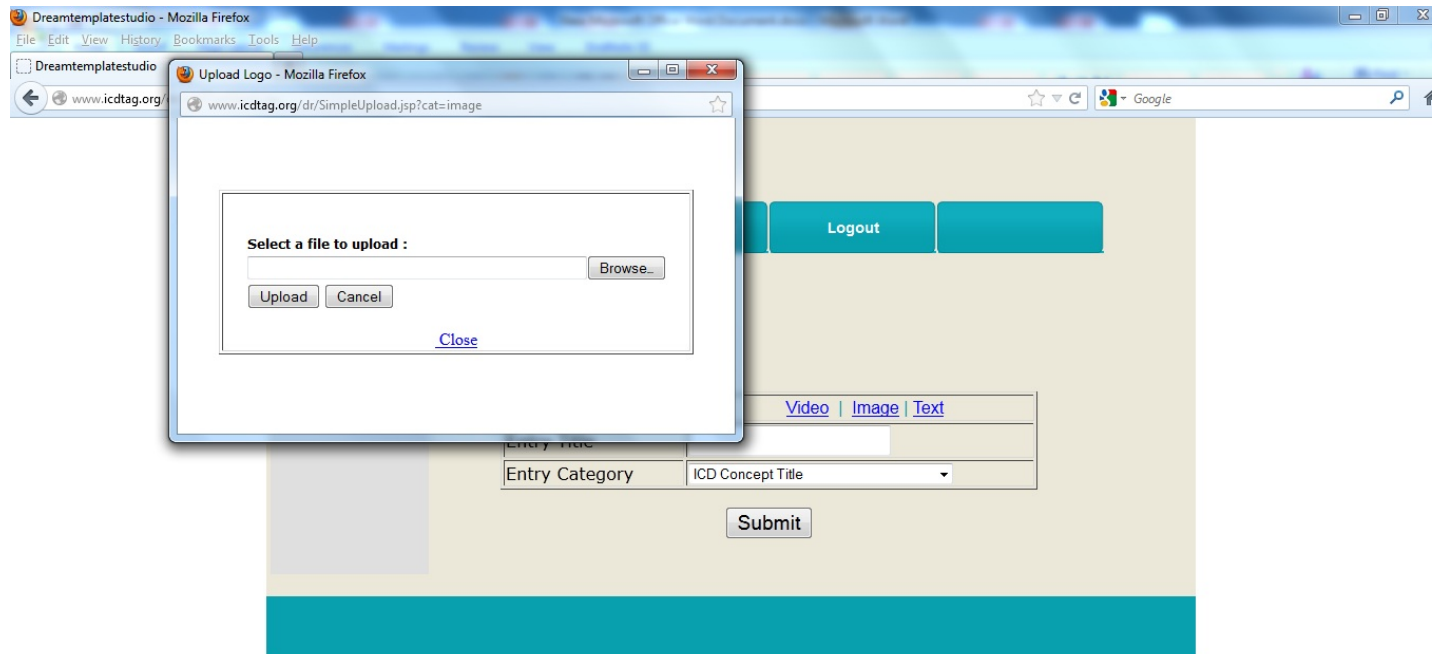 Dreamtemplatestudio - Mozilla Firefox
File Edit View History Bookmarks Tools Help
Dreamtemplatestudio
www.icdtag.org/
Google
Upload Logo - Mozilla Firefox
www.icdtag.org/dr/SimpleUpload.jsp?cat=image
Select a file to upload :
Browse...
Upload Cancel
Close
Logout
Video | Image | Text
Entry Title
Entry Category ICD Concept Title
Submit